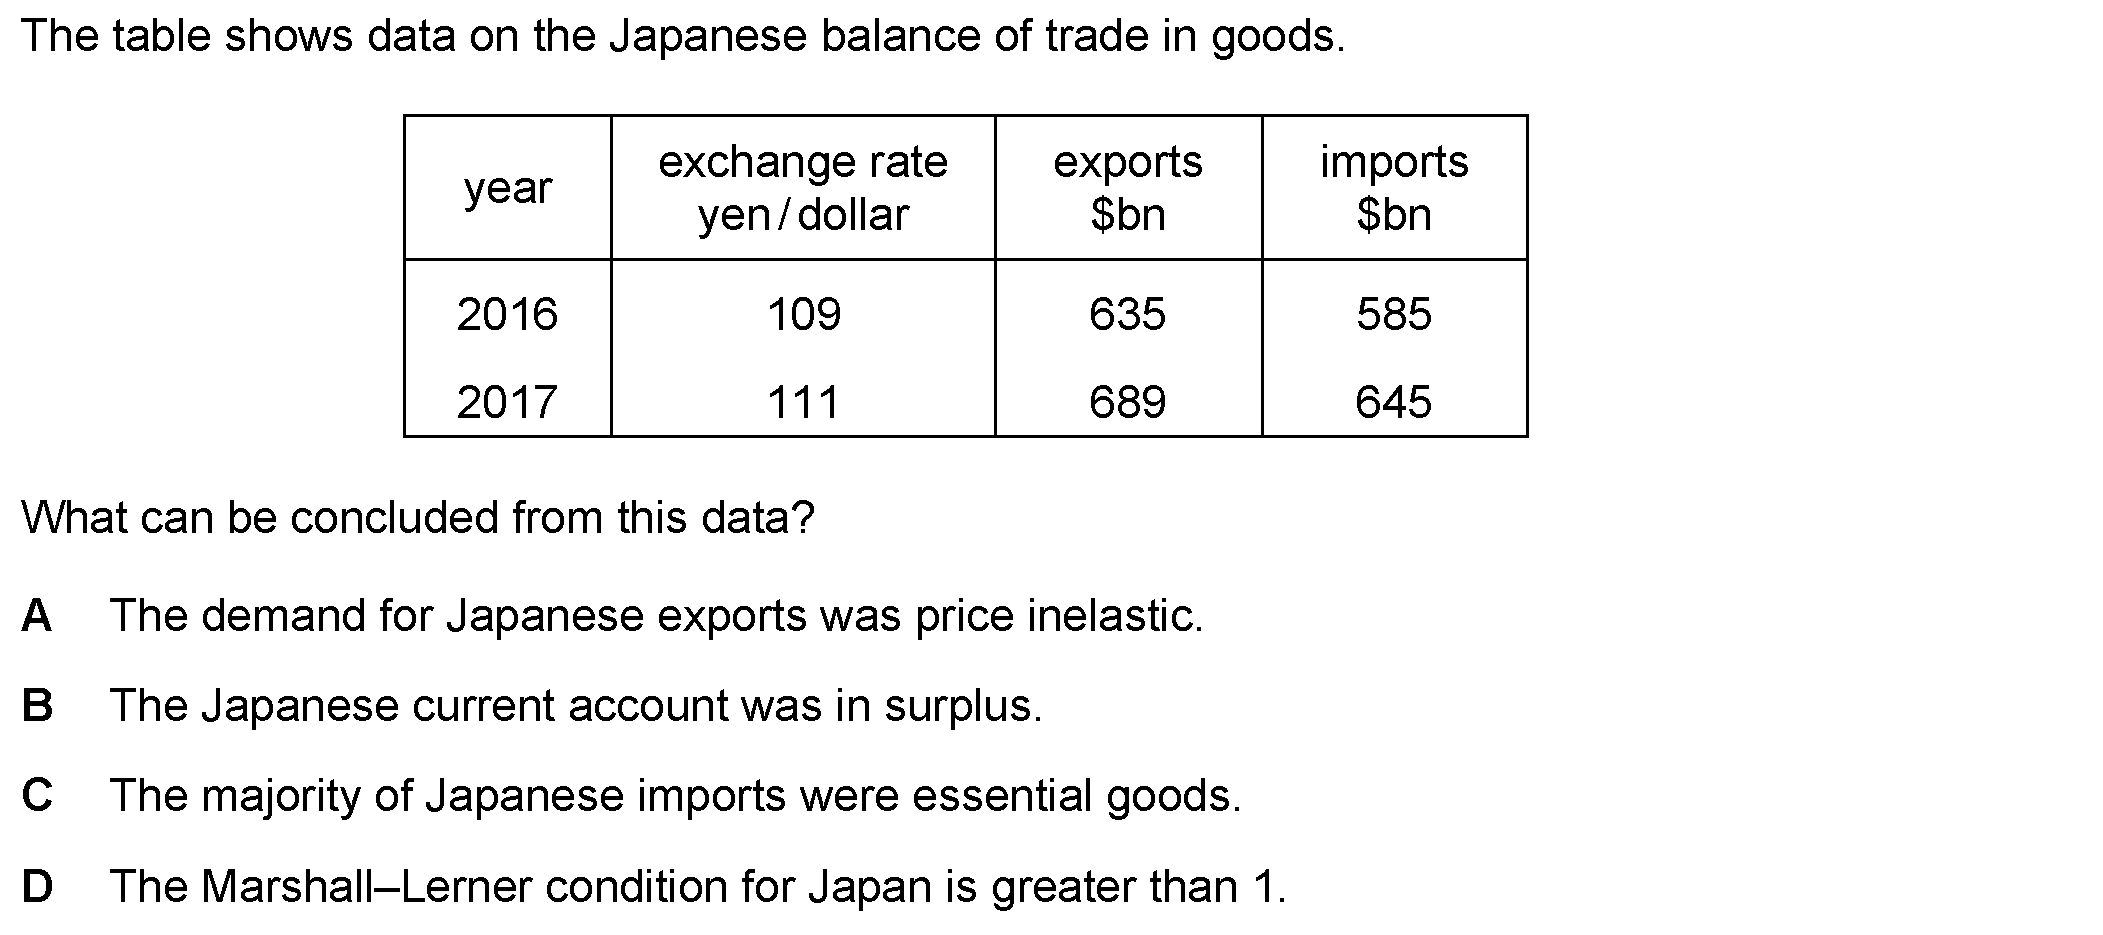 The table shows data on the Japanese balance of trade in goods.
year
exchange rate
yen / dollar
exports
$bn
imports
$bn
2016 109 635 585
2017 111 689 645
What can be concluded from this data?
A The demand for Japanese exports was price inelastic.
B The Japanese current account was in surplus.
C The majority of Japanese imports were essential goods.
D The Marshall–Lerner condition for Japan is greater than 1.